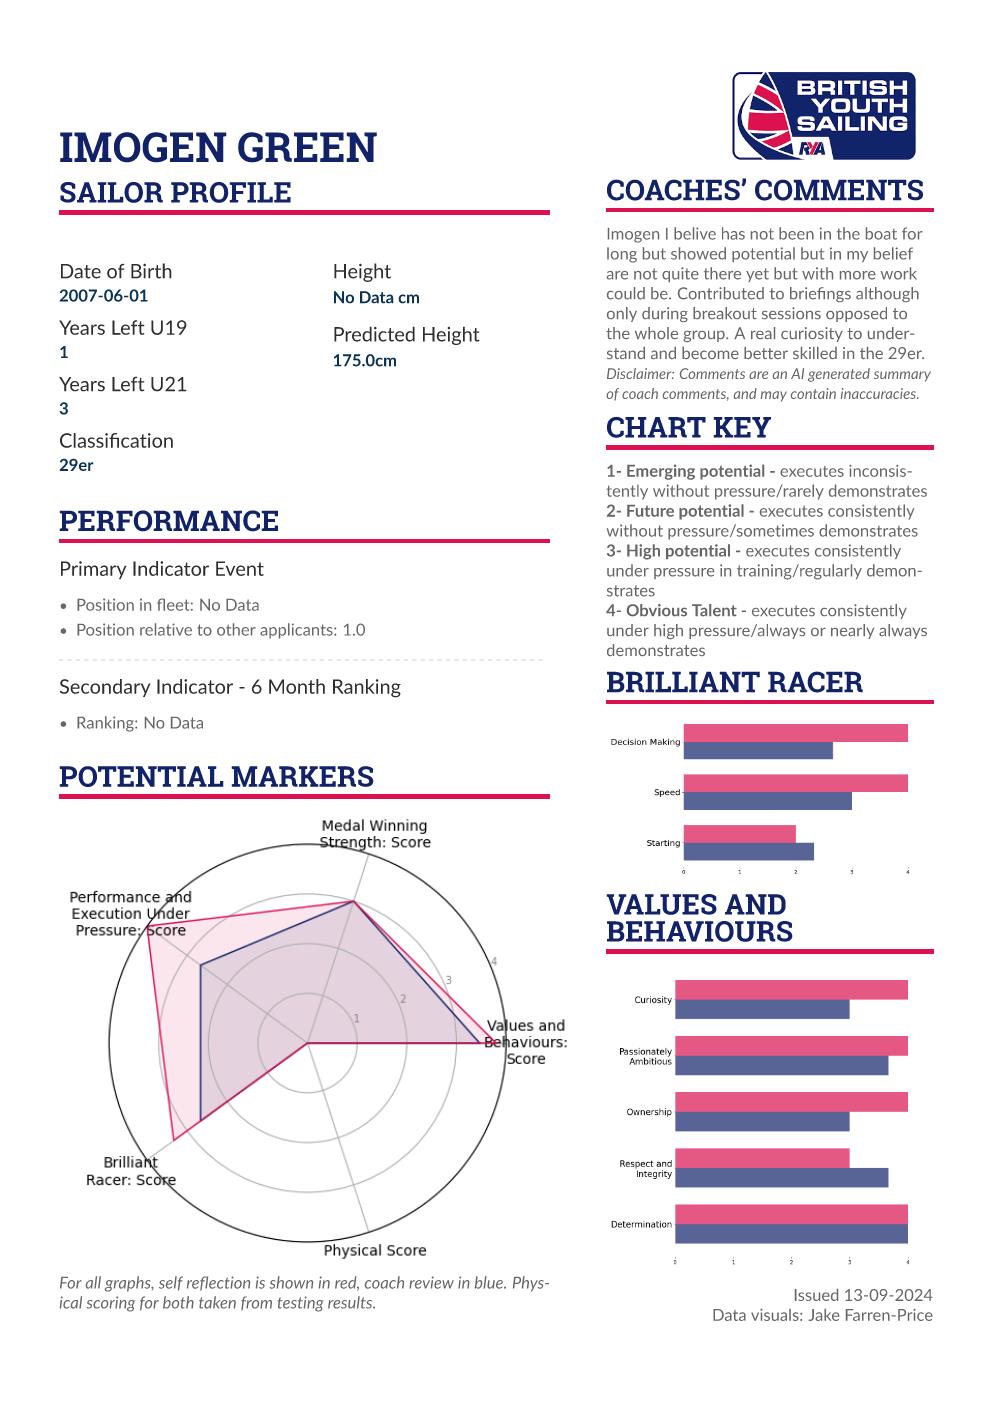 BRITISH
YOUTH
SAILING
RYA
IMOGEN GREEN
SAILOR PROFILE
Date of Birth
2007-06-01
Years Left U19
1
Years Left U21
3
Classification
29er
Height
No Data cm
Predicted Height
175.0cm
PERFORMANCE
Primary Indicator Event
• Position in fleet: No Data
• Position relative to other applicants: 1.0
Secondary Indicator - 6 Month Ranking
• Ranking: No Data
POTENTIAL MARKERS
Medal Winning
Strength: Score
Performance and
Execution Under
Pressure: Score
4
3
2
1
Values and
Behaviours:
Score
Brilliant
Racer: Score
Physical Score
For all graphs, self reflection is shown in red, coach review in blue. Phys-
ical scoring for both taken from testing results.
COACHES’ COMMENTS
Imogen I belive has not been in the boat for
long but showed potential but in my belief
are not quite there yet but with more work
could be. Contributed to briefings although
only during breakout sessions opposed to
the whole group. A real curiosity to under-
stand and become better skilled in the 29er.
Disclaimer: Comments are an AI generated summary
of coach comments, and may contain inaccuracies.
CHART KEY
1- Emerging potential - executes inconsis-
tently without pressure/rarely demonstrates
2- Future potential - executes consistently
without pressure/sometimes demonstrates
3- High potential - executes consistently
under pressure in training/regularly demon-
strates
4- Obvious Talent - executes consistently
under high pressure/always or nearly always
demonstrates
BRILLIANT RACER
Decision Making
Speed
Starting
0 1 2 3 4
VALUES AND
BEHAVIOURS
Curiosity
Passionately
Ambitious
Ownership
Respect and
Integrity
Determination
0 1 2 3 4
Issued 13-09-2024
Data visuals: Jake Farren-Price